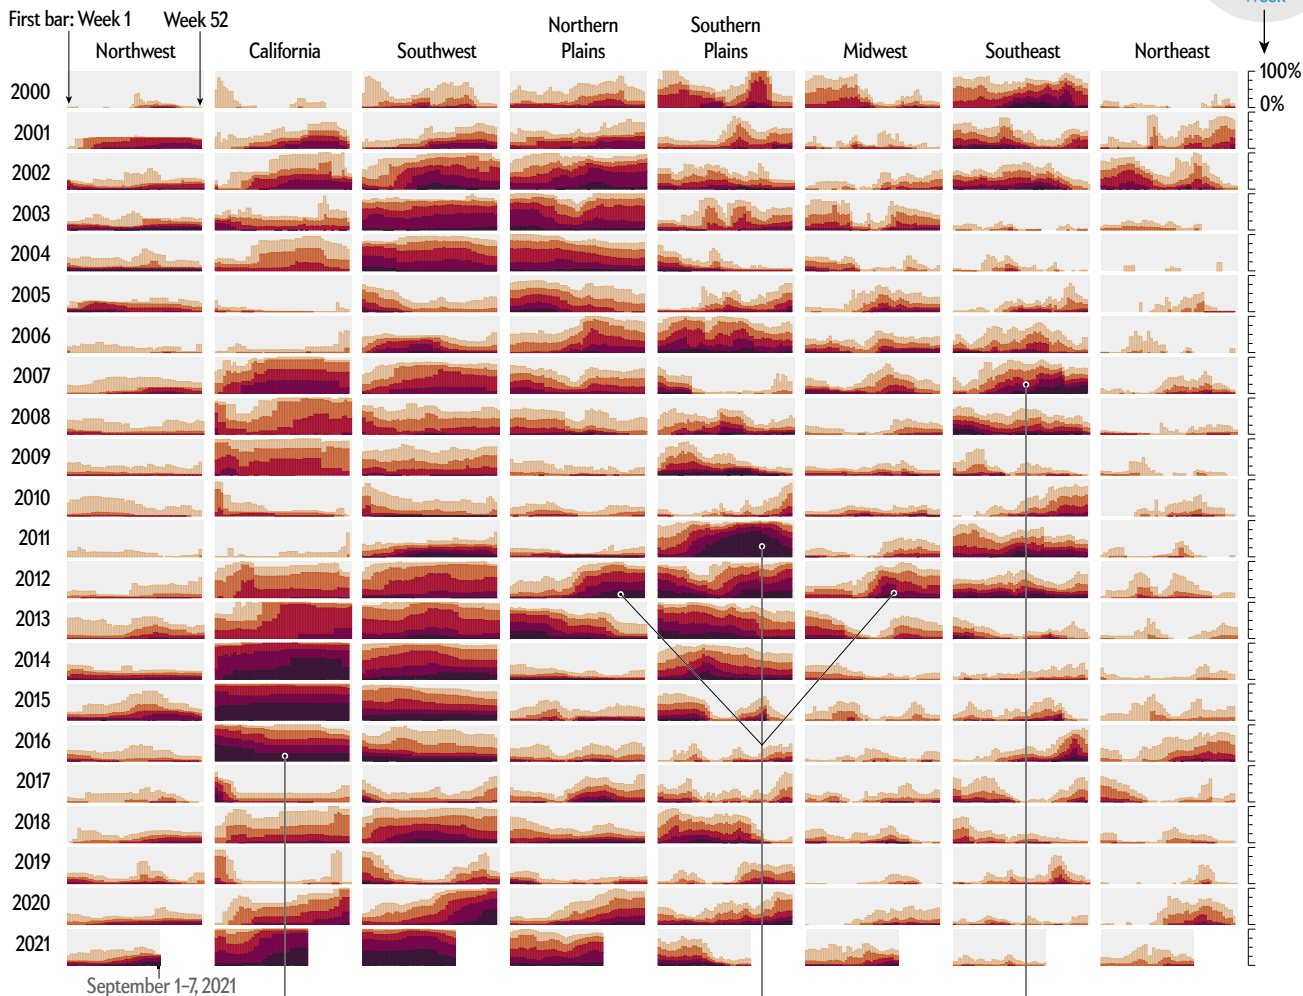 Week
First bar: Week 1
Week 52
Northwest
California
Southwest
Northern
Plains
Southern
Plains
Midwest
Southeast
Northeast
100%
0%
2000
2001
2002
2003
2004
2005
2006
2007
2008
2009
2010
2011
2012
2013
2014
2015
2016
2017
2018
2019
2020
2021
September 1–7, 2021